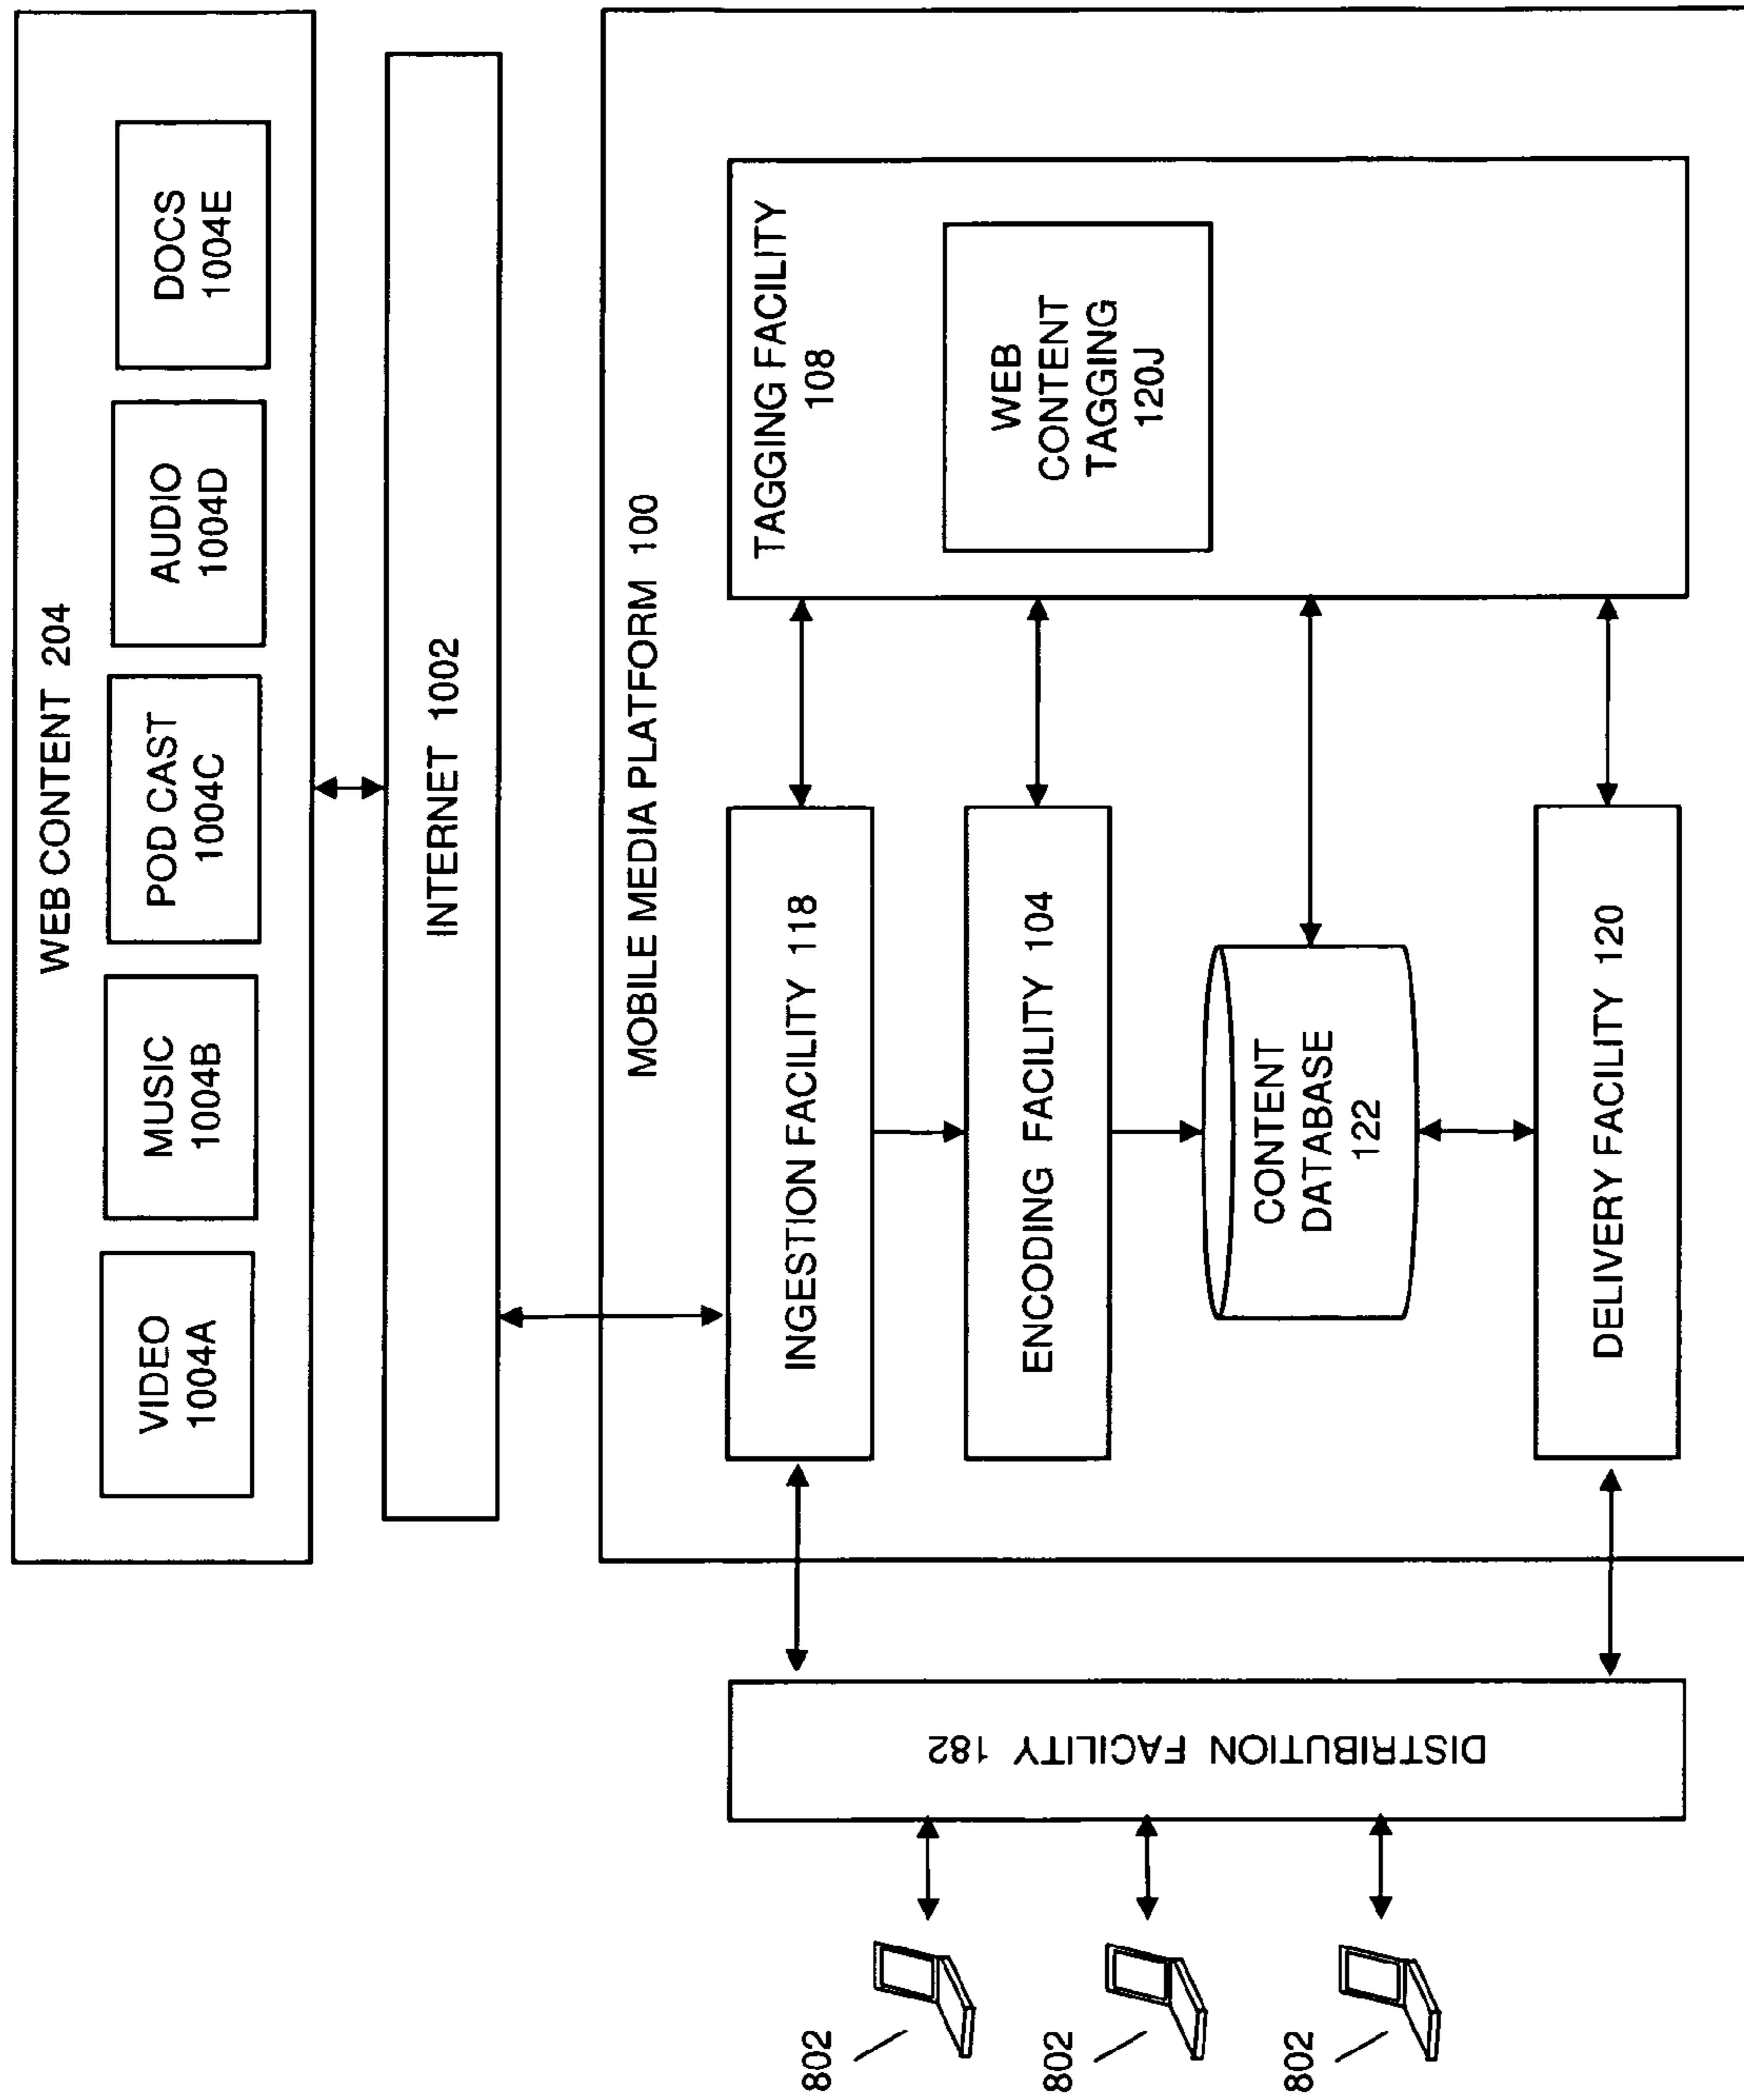 WEB CONTENT 204
VIDEO
1004A
MUSIC
1004B
POD CAST
1004C
AUDIO
1004D
DOCS
1004E
INTERNET 1002
MOBILE MEDIA PLATFORM 100
INGESTION FACILITY 118
ENCODING FACILITY 104
CONTENT
DATABASE
122
DELIVERY FACILITY 120
TAGGING FACILITY
108
WEB
CONTENT
TAGGING
120J
DISTRIBUTION FACILITY 182
802
802
802